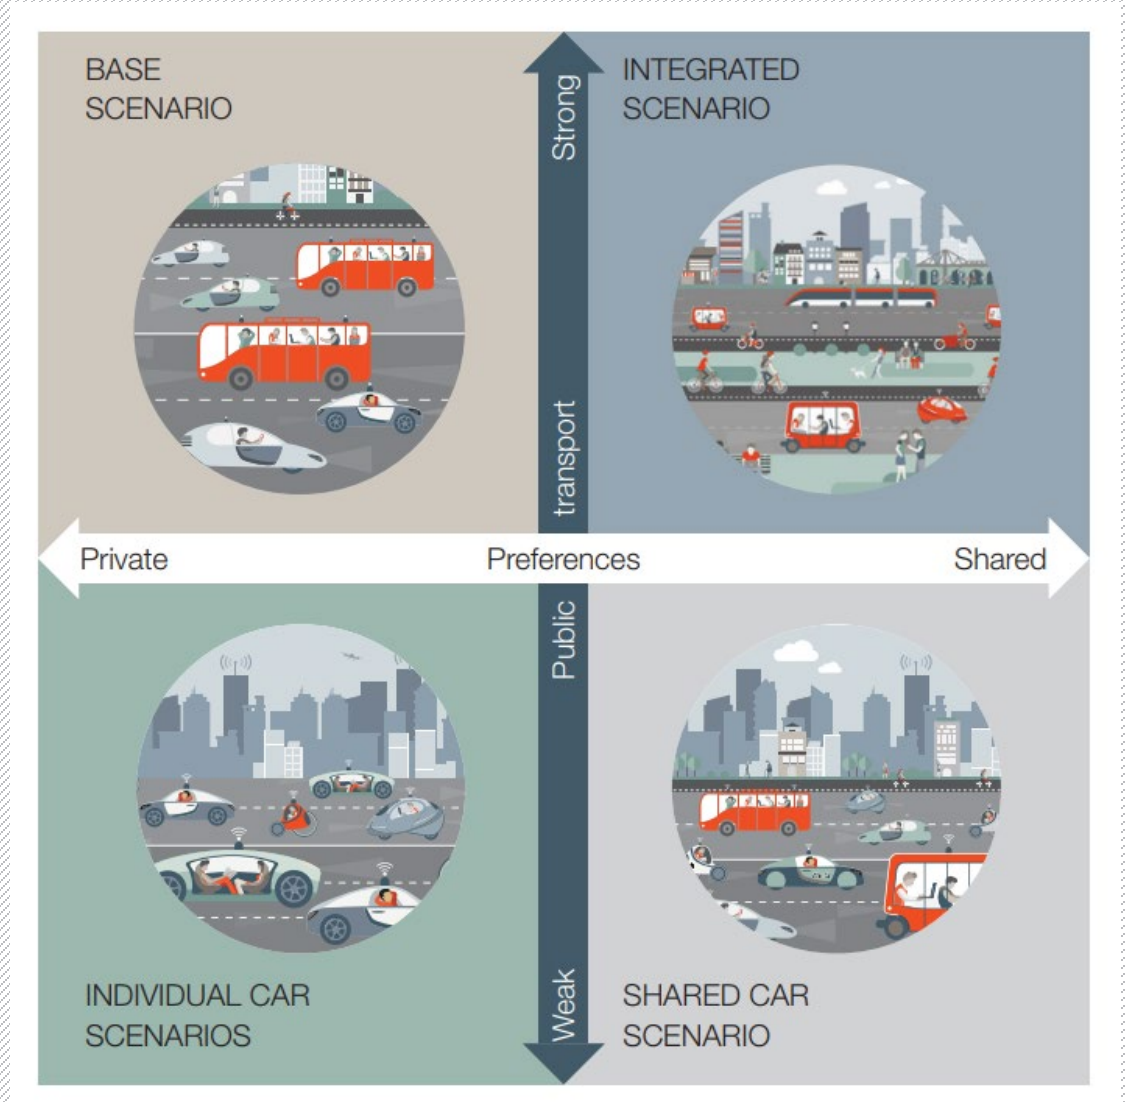 BASE
SCENARIO
INTEGRATED
SCENARIO
Strong
transport
Private
Preferences
Shared
Public
Weak
INDIVIDUAL CAR
SCENARIOS
SHARED CAR
SCENARIO